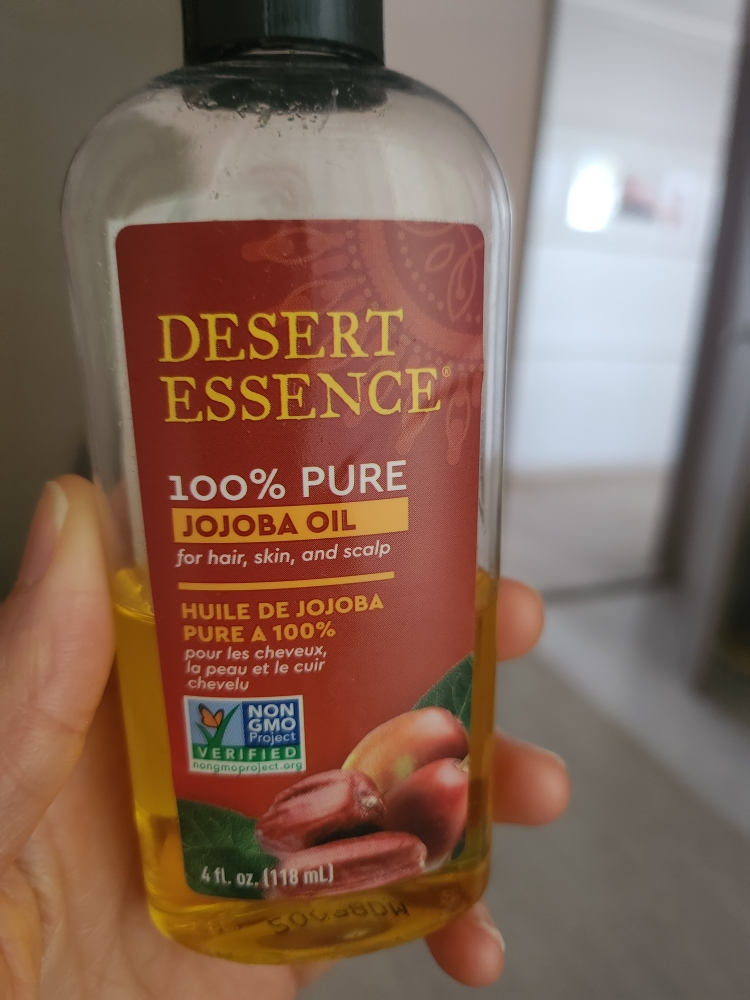 DESERT
ESSENCE®
100% PURE
JOJOBA OIL
for hair, skin, and scalp
HUILE DE JOJOBA
PURE A 100%
pour les cheveux,
la peau et le cuir
chevelu
NON
GMO
Project
VERIFIED
nongmoproject.org
4 fl. oz. (118 mL)